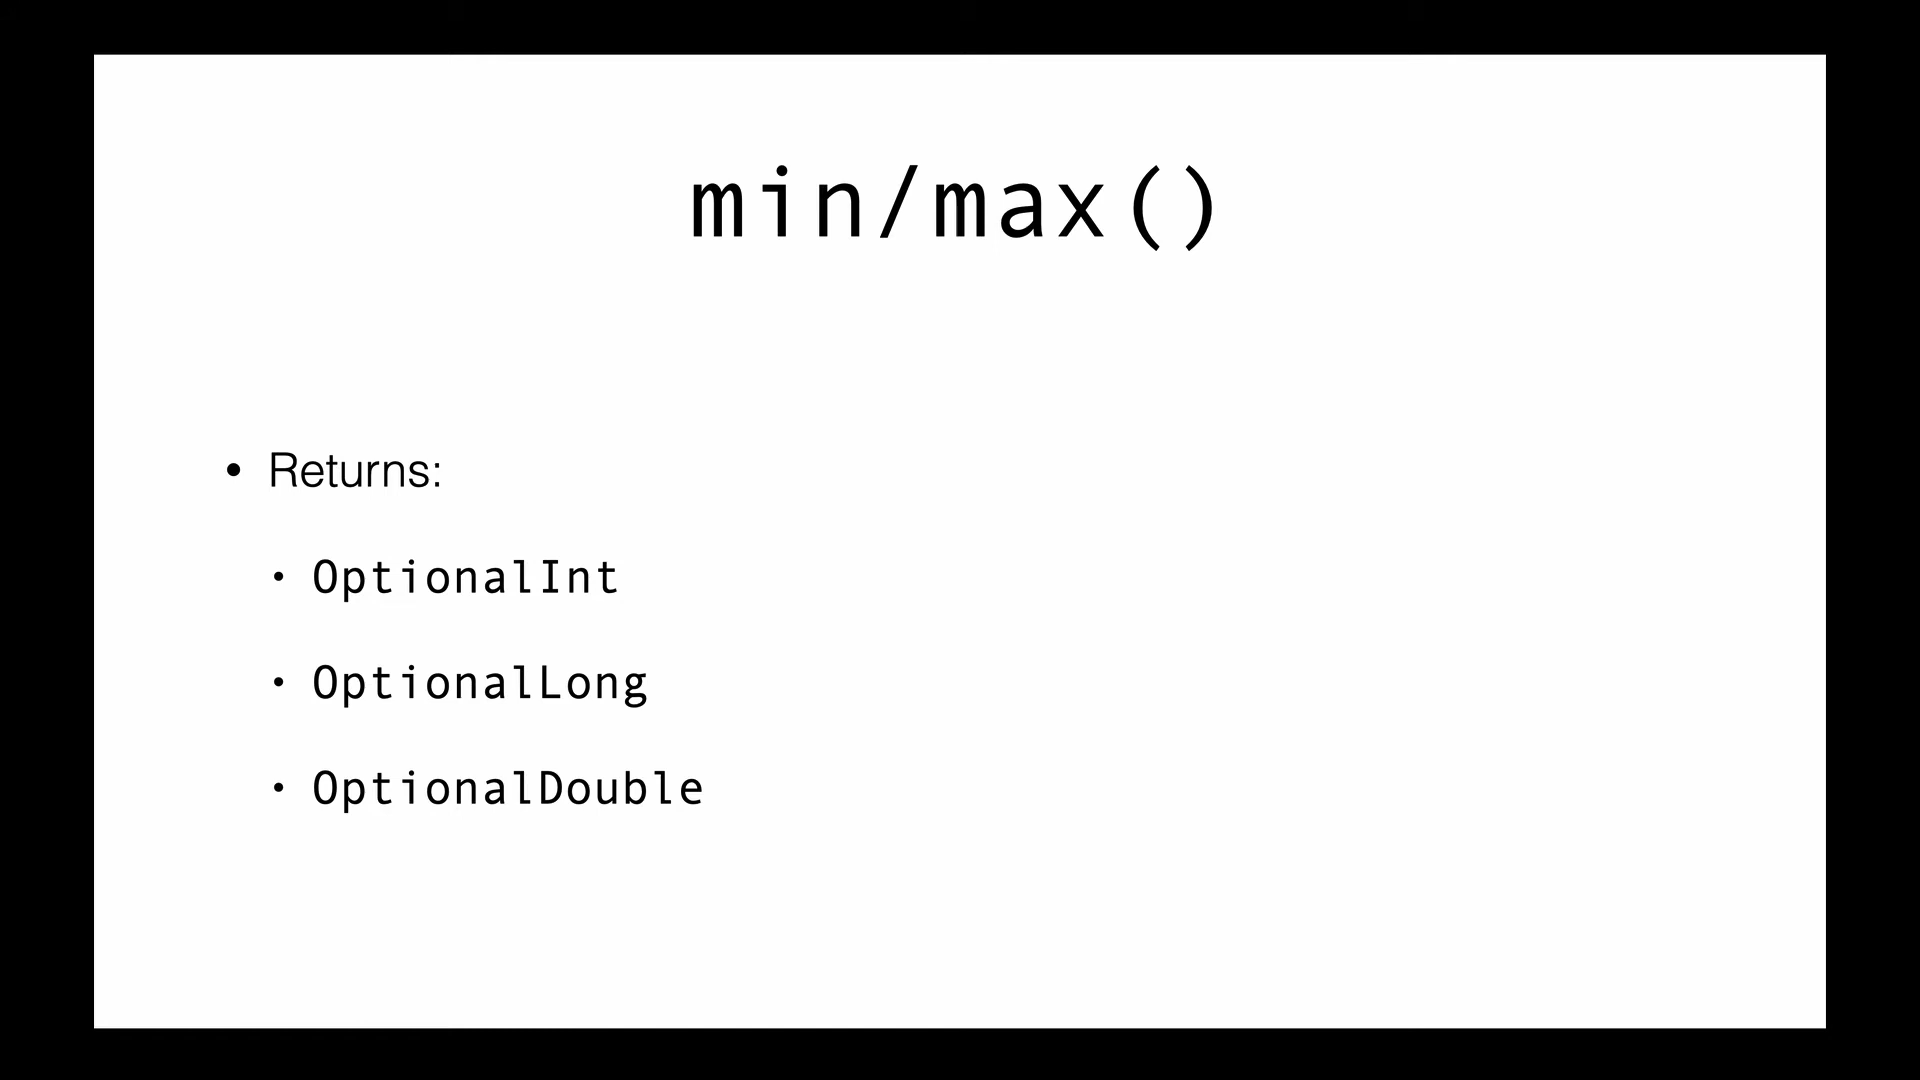 min/max()
• Returns:
• OptionalInt
• OptionalLong
• OptionalDouble